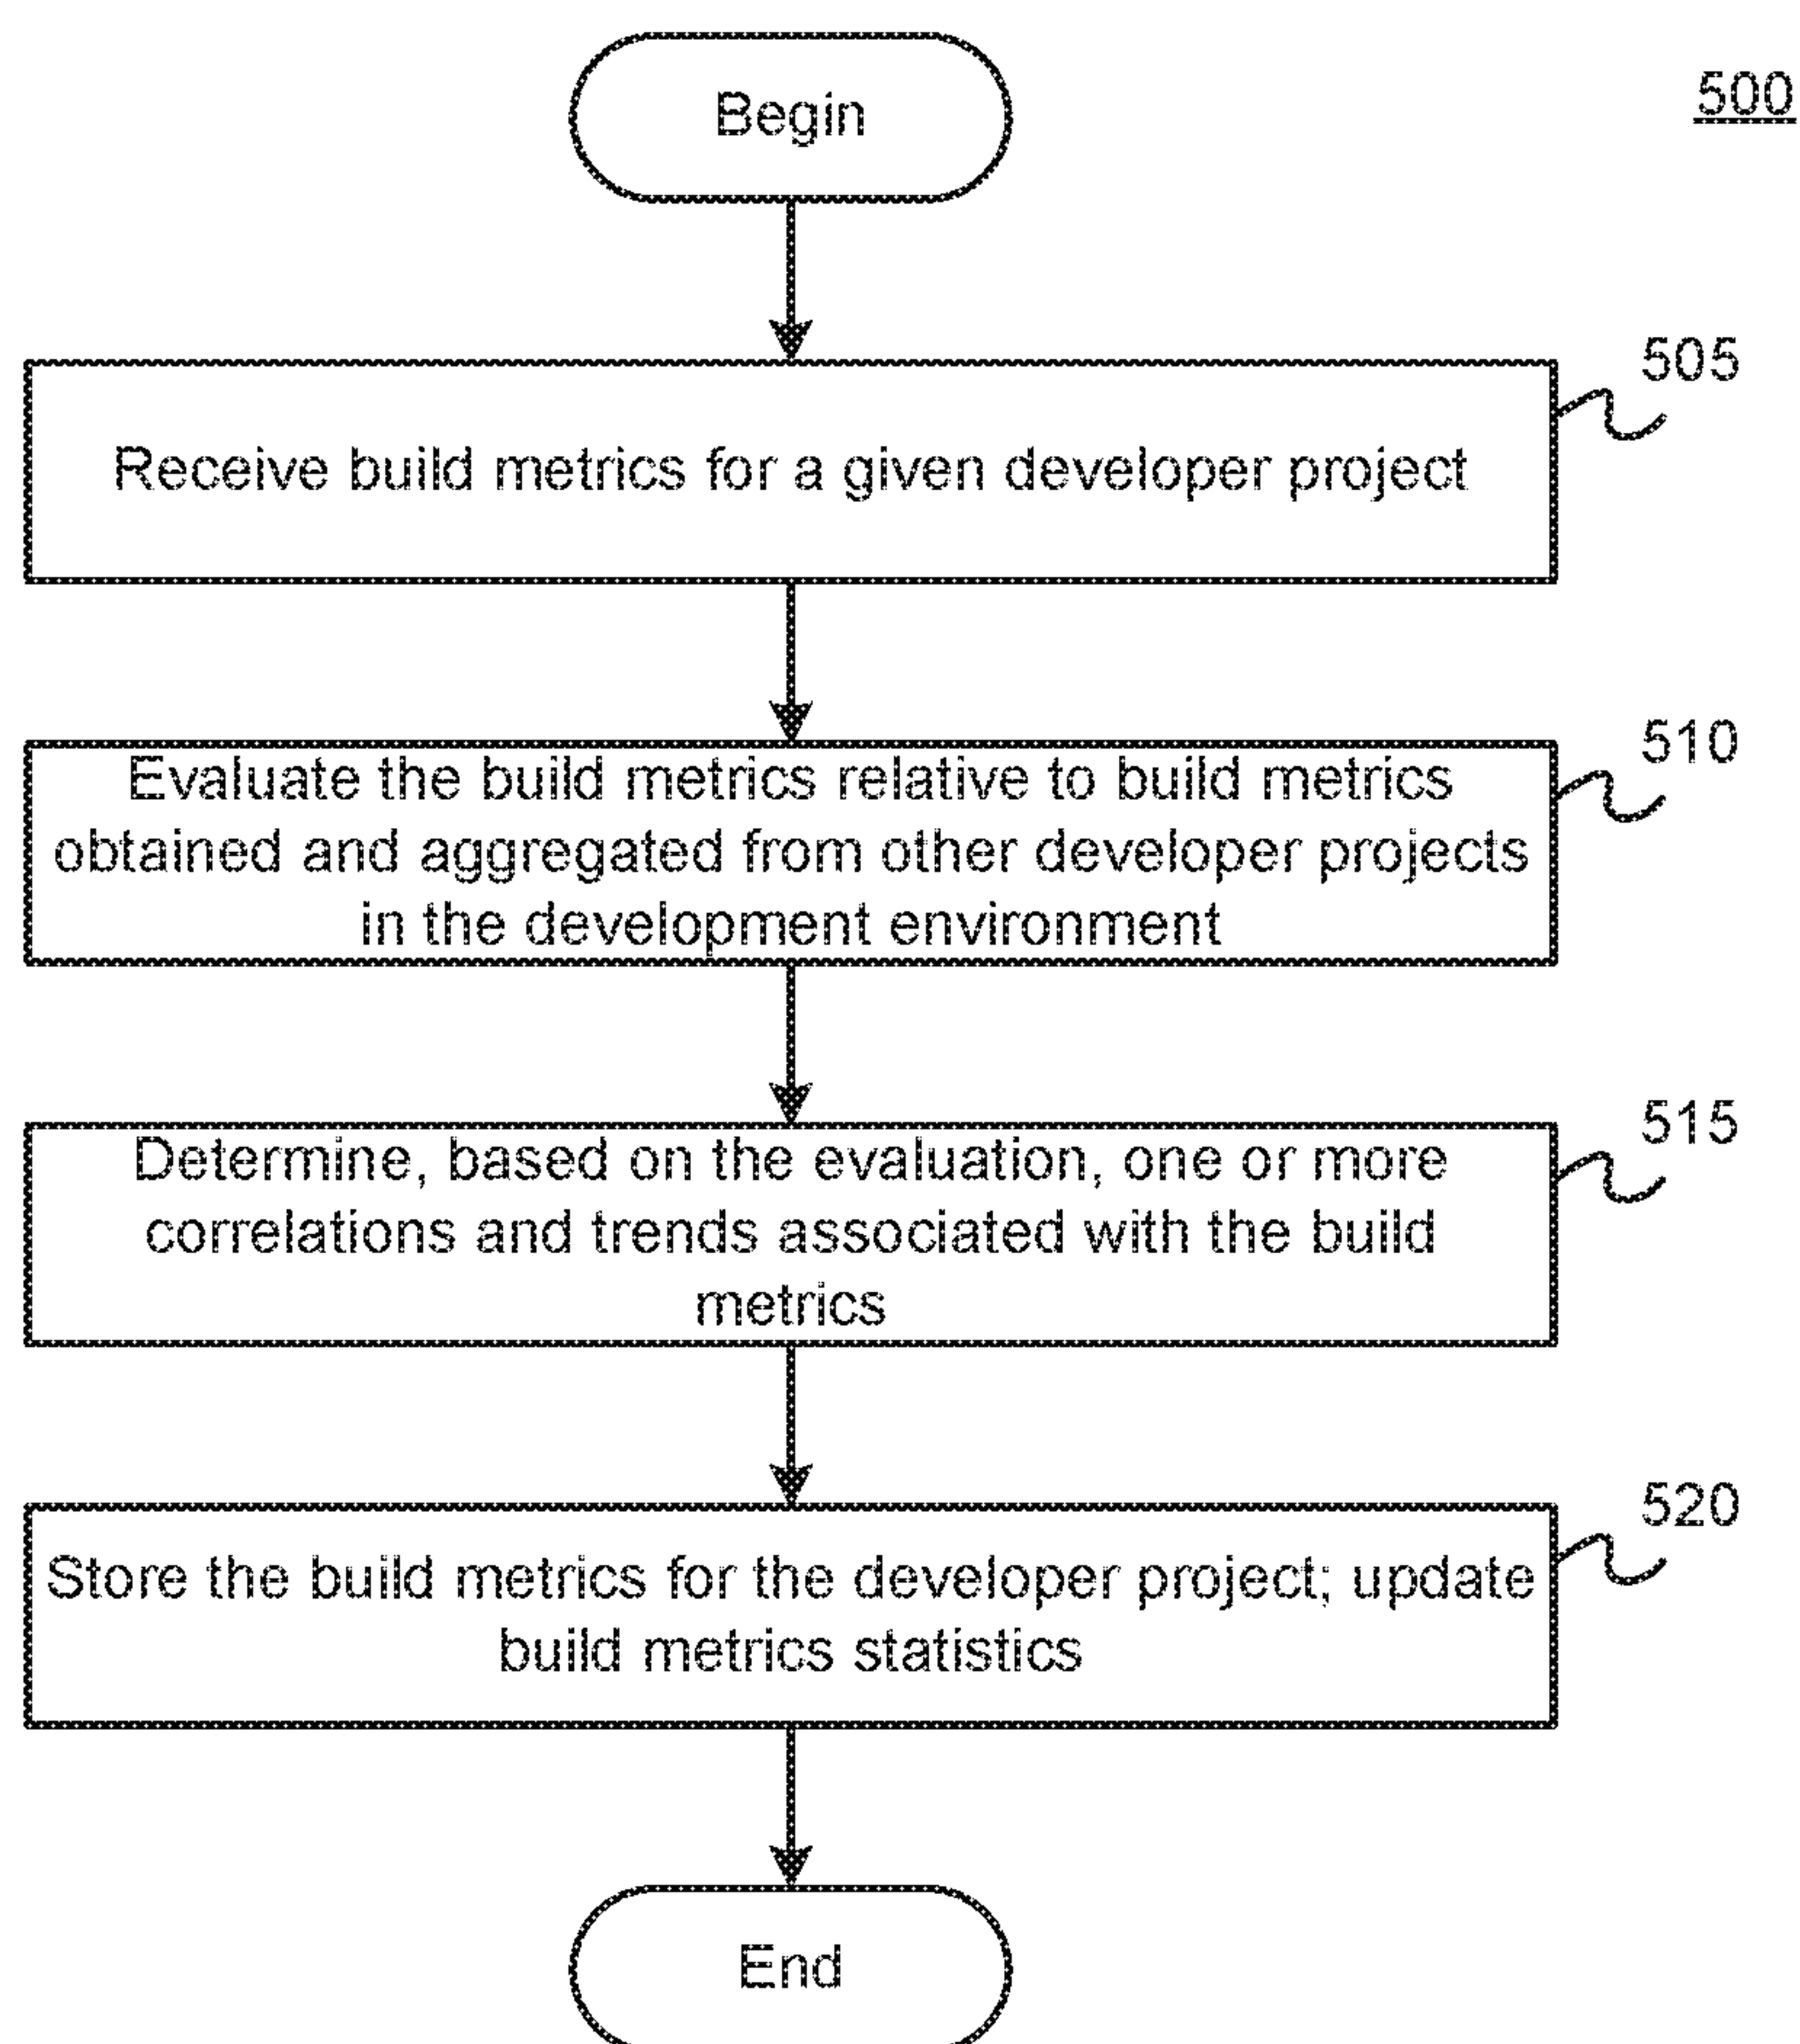 Begin
500
505
Receive build metrics for a given developer project
510
Evaluate the build metrics relative to build metrics
obtained and aggregated from other developer projects
in the development environment
515
Determine, based on the evaluation, one or more
correlations and trends associated with the build
metrics
520
Store the build metrics for the developer project; update
build metrics statistics
End